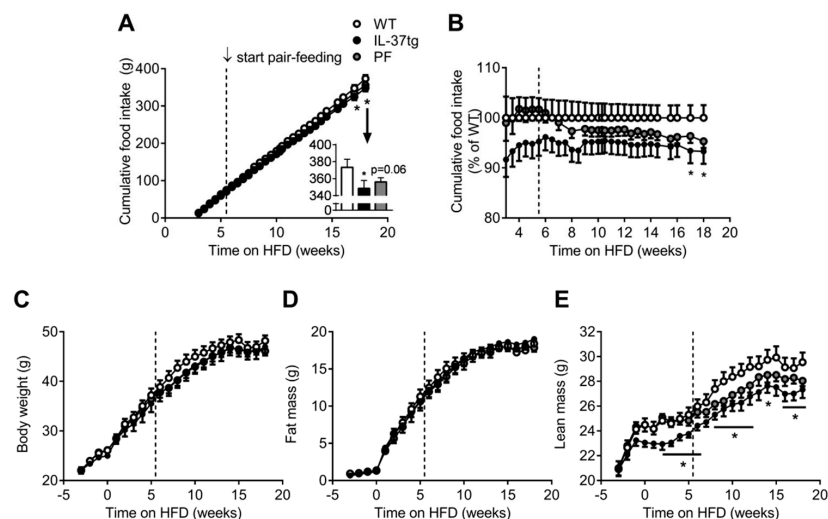 A
WT
IL-37tg
PF
↓ start pair-feeding
Cumulative food intake (g)
400
300
200
100
0
0 5 10 15 20
Time on HFD (weeks)
* *
400
380
360
340
0
* p=0.06
B
Cumulative food intake
(% of WT)
110
100
90
80
4 6 8 10 12 14 16 18 20
Time on HFD (weeks)
* *
C
Body weight (g)
50
40
30
20
-5 0 5 10 15 20
Time on HFD (weeks)
D
Fat mass (g)
20
15
10
5
0
-5 0 5 10 15 20
Time on HFD (weeks)
E
Lean mass (g)
32
30
28
26
24
22
20
-5 0 5 10 15 20
Time on HFD (weeks)
* * * *